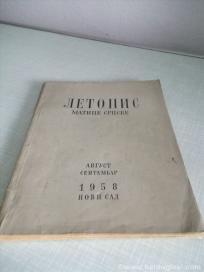 ЛЕТОПИС
МАТИЦЕ СРПСКЕ
АВГУСТ
СЕПТЕМБАР
1958
НОВИ САД